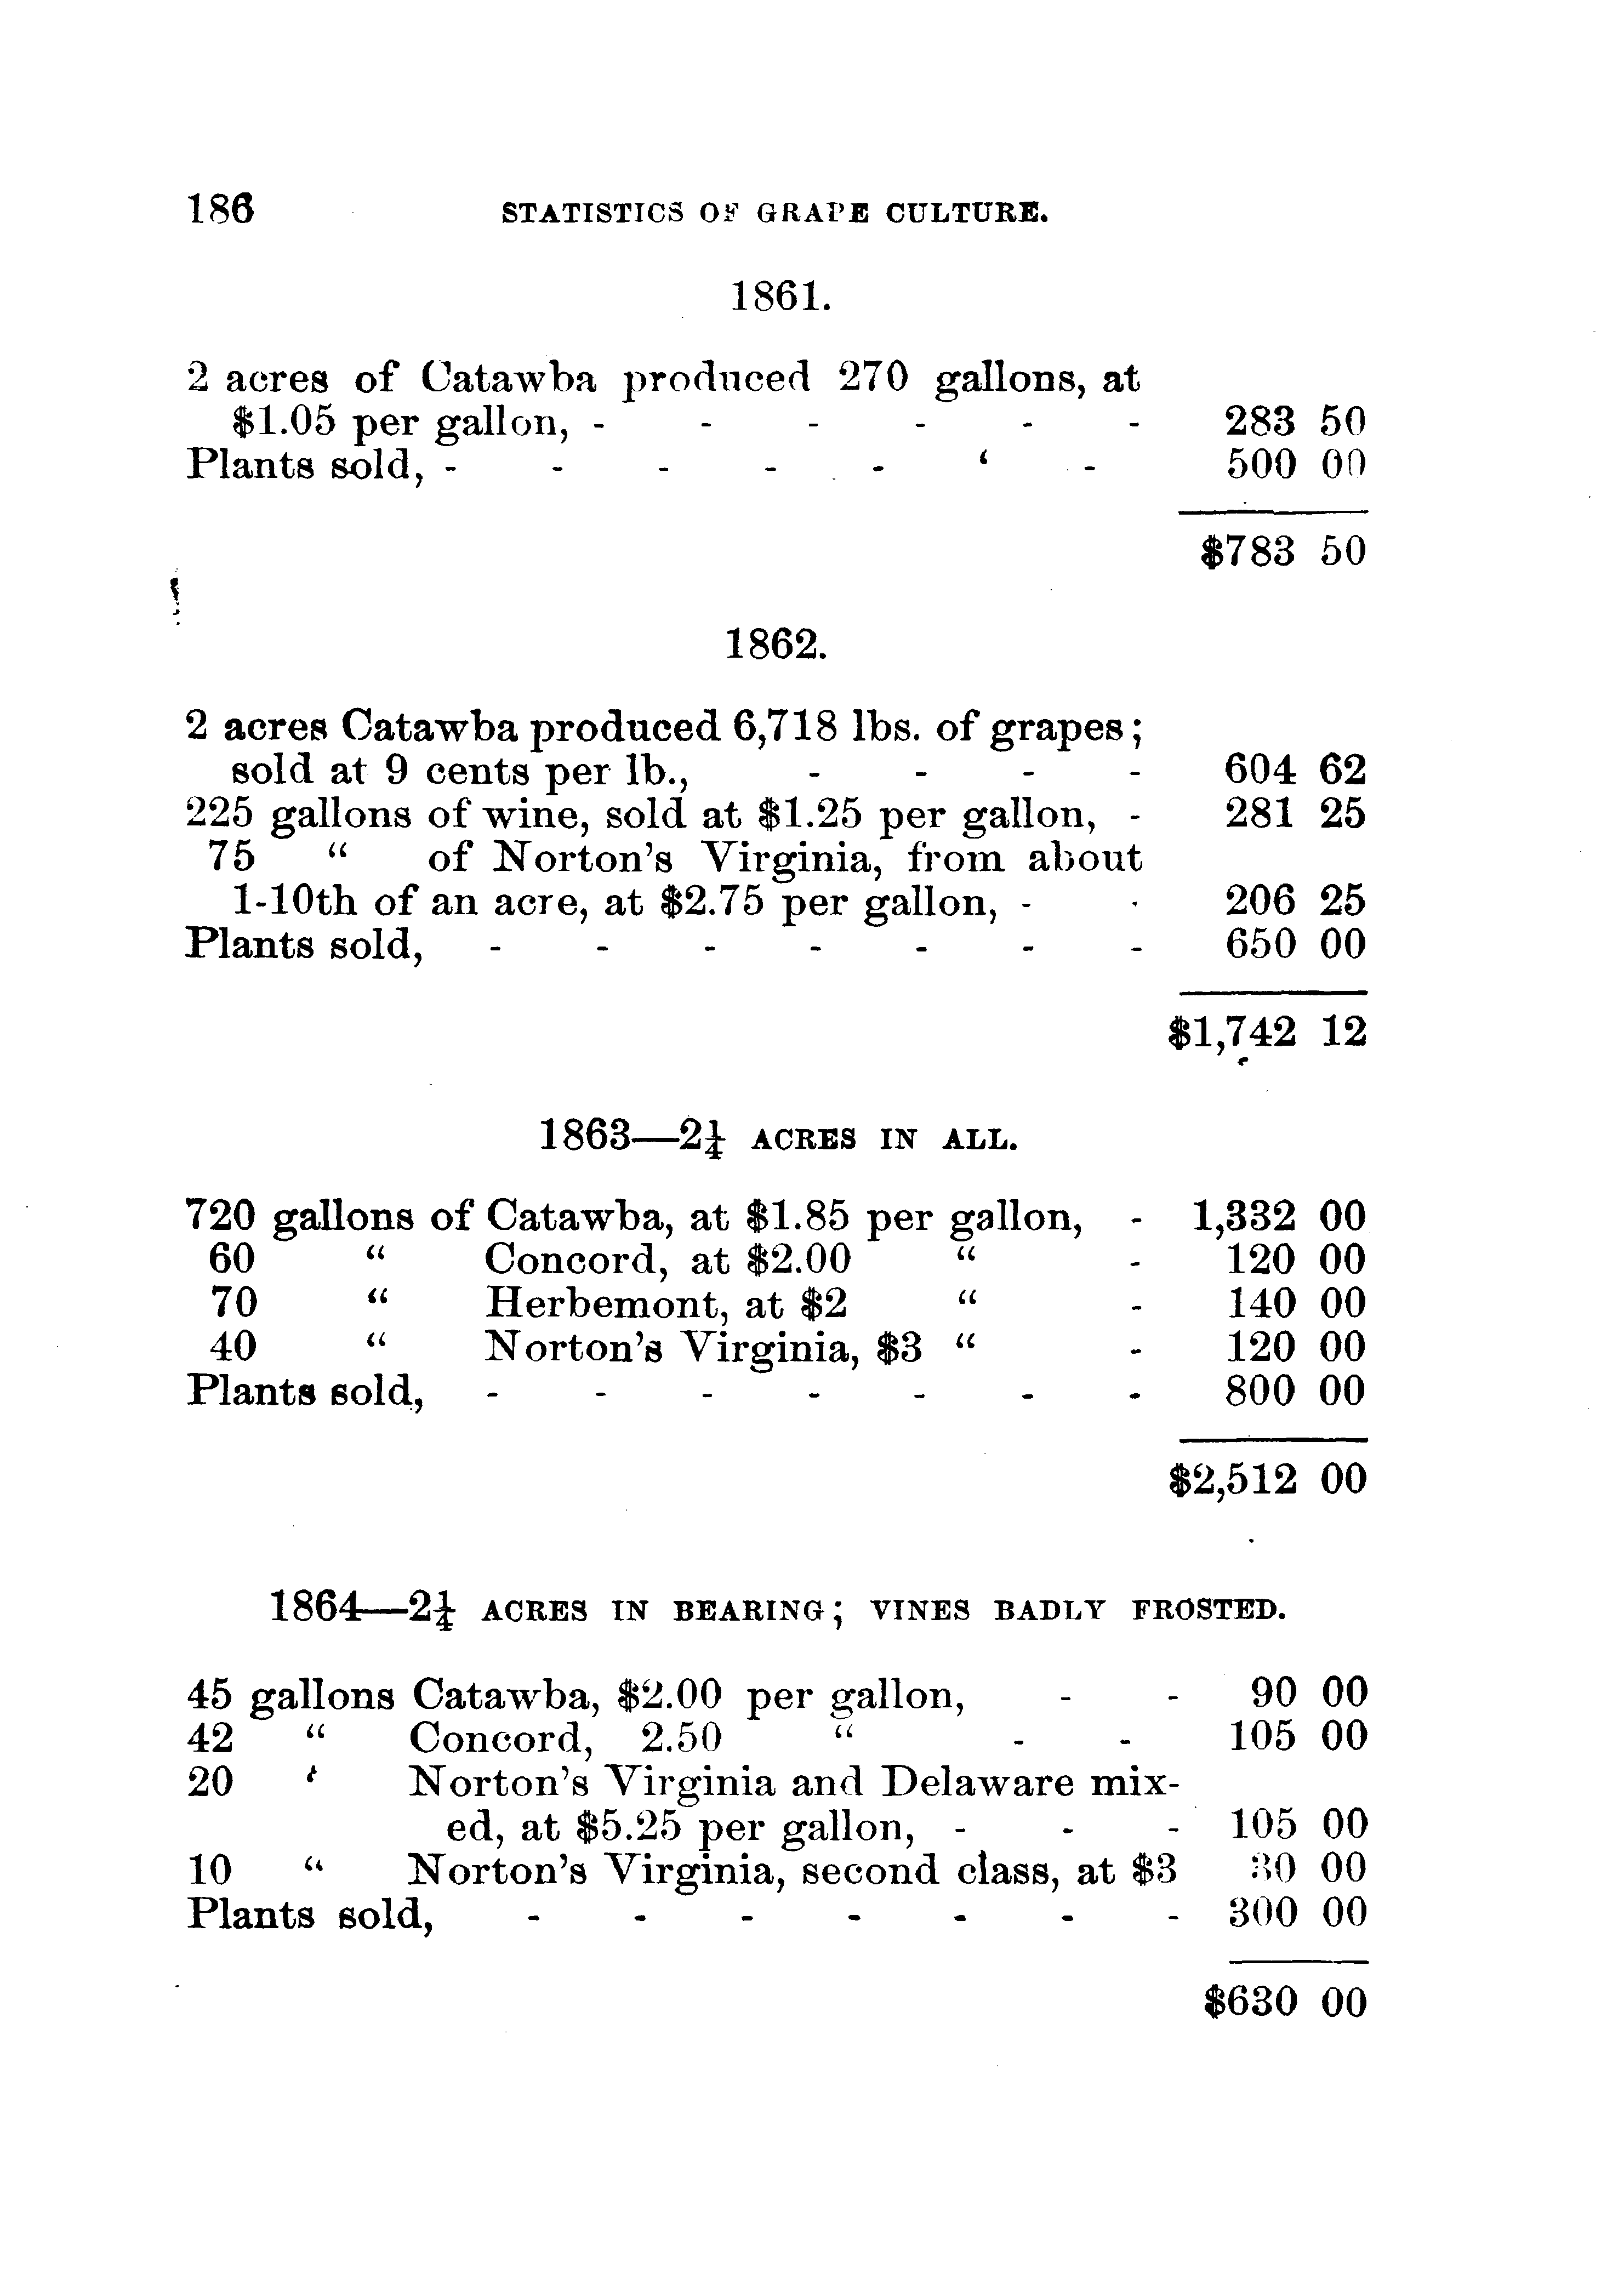 186 STATISTICS OF GRAPE CULTURE.
1861.
2 acres of Catawba produced 270 gallons, at
$1.05 per gallon, - - - - - - 283 50
Plants sold, - - - - - ‘ - 500 00
$783 50
1862.
2 acres Catawba produced 6,718 lbs. of grapes;
sold at 9 cents per lb., - - - - 604 62
225 gallons of wine, sold at $1.25 per gallon, - 281 25
75 “ of Norton's Virginia, from about
1-10th of an acre, at $2.75 per gallon, - - 206 25
Plants sold, - - - - - - - 650 00
$1,742 12
1863—2¼ ACRES IN ALL.
720 gallons of Catawba, at $1.85 per gallon, - 1,332 00
60 “ Concord, at $2.00 “ - 120 00
70 “ Herbemont, at $2 “ - 140 00
40 “ Norton's Virginia, $3 “ - 120 00
Plants sold, - - - - - - - 800 00
$2,512 00
1864—2¼ ACRES IN BEARING; VINES BADLY FROSTED.
45 gallons Catawba, $2.00 per gallon, - - 90 00
42 “ Concord, 2.50 “ - - 105 00
20 ‘ Norton's Virginia and Delaware mix-
ed, at $5.25 per gallon, - - - 105 00
10 “ Norton's Virginia, second class, at $3 30 00
Plants sold, - - - - - - - 300 00
$630 00